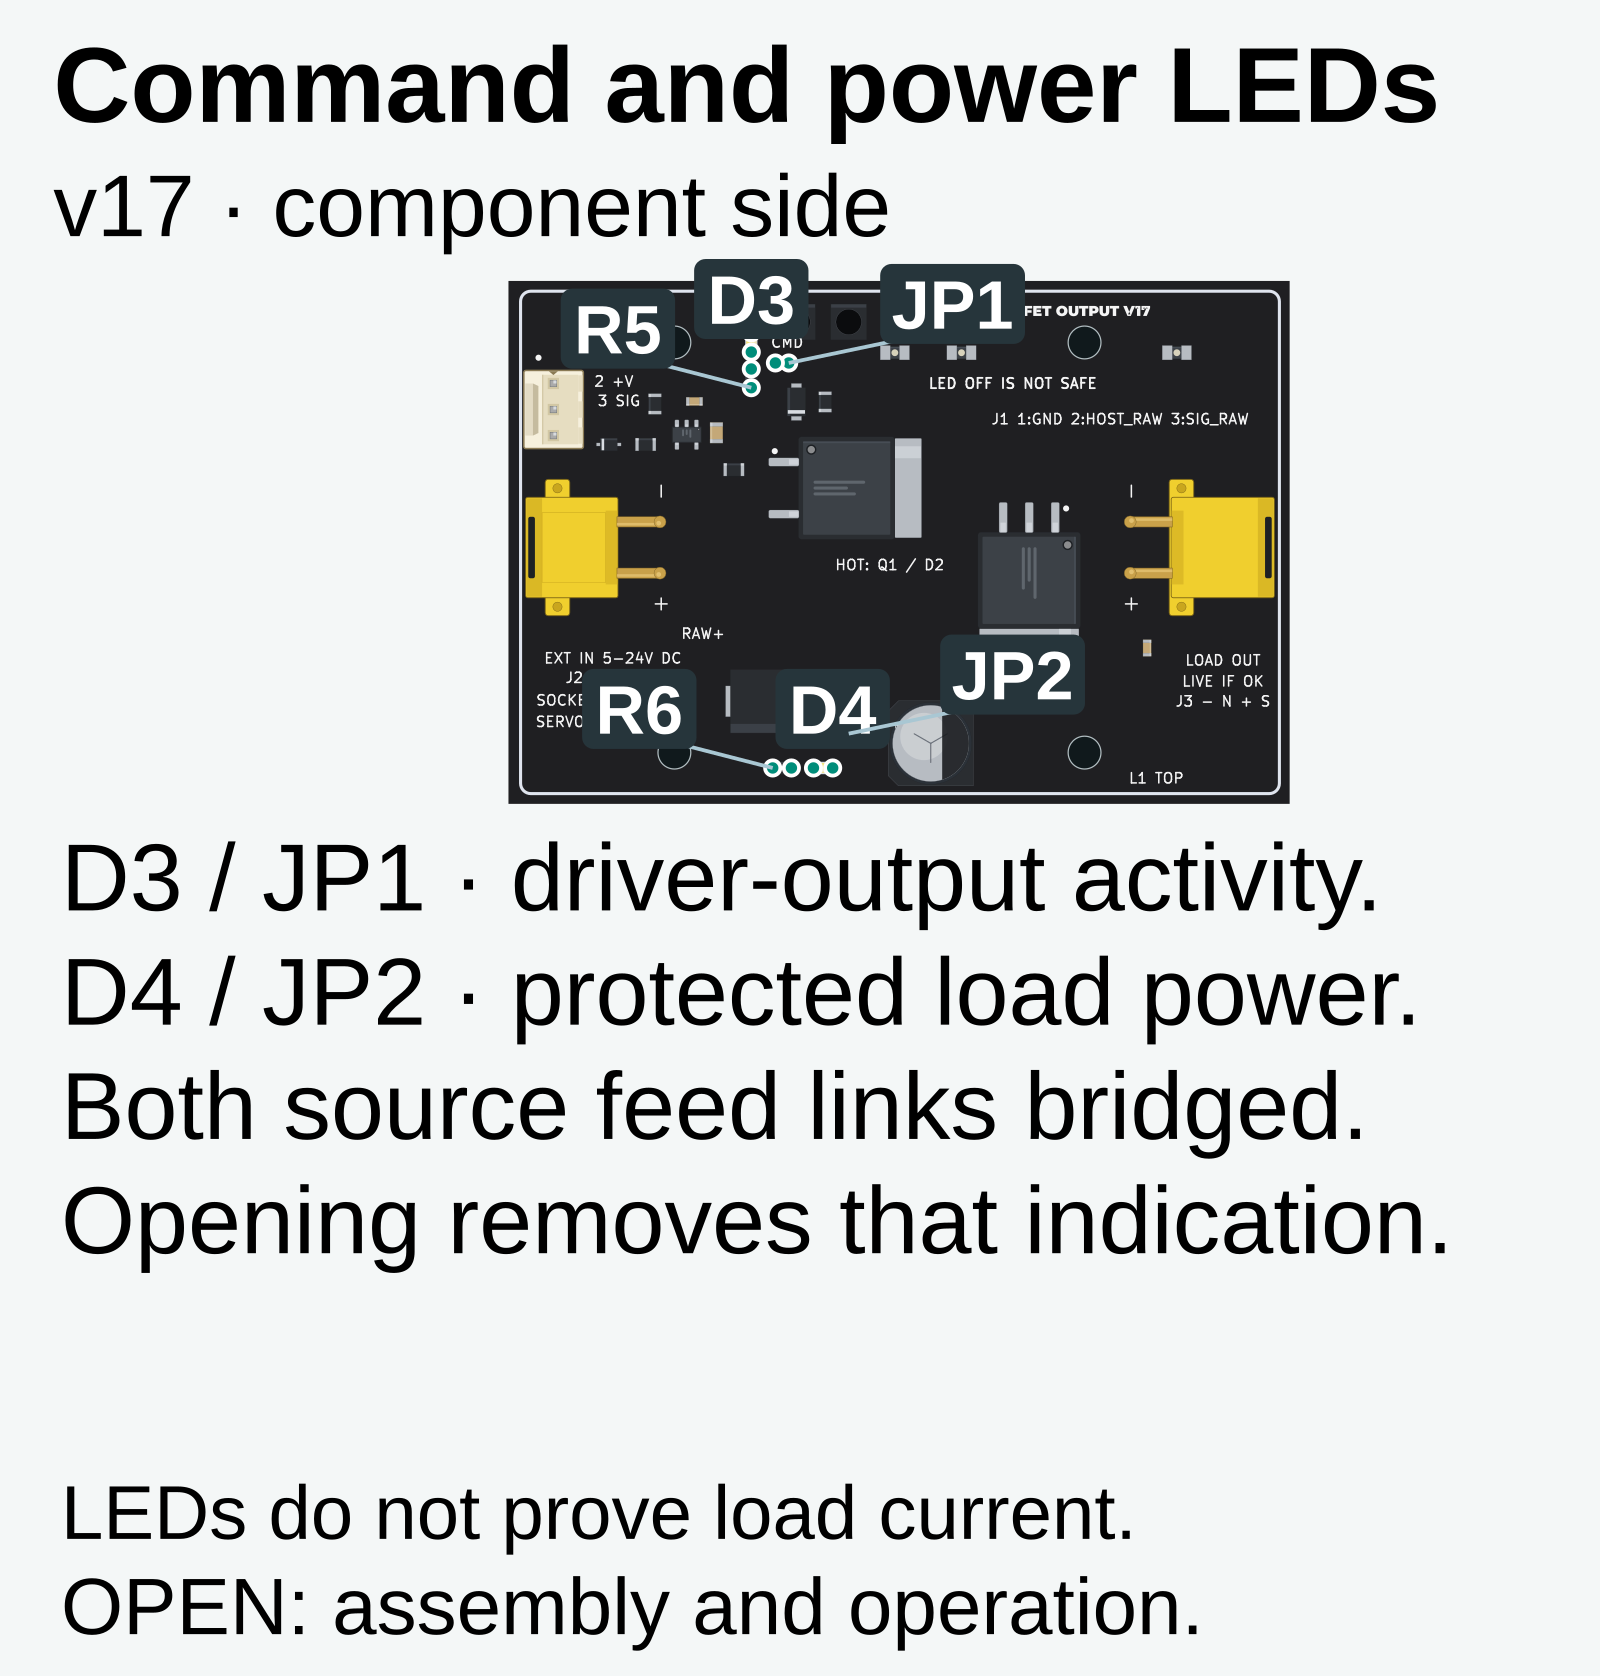 Command and power LEDs
v17 · component side
D3
JP1
R5
FET OUTPUT V17
CMD
2 +V
3 SIG
LED OFF IS NOT SAFE
J1 1:GND 2:HOST_RAW 3:SIG_RAW
HOT: Q1 / D2
RAW+
EXT IN 5-24V DC
J2
LOAD OUT
LIVE IF OK
J3 - N + S
R6
D4
JP2
L1 TOP
D3 / JP1 · driver-output activity.
D4 / JP2 · protected load power.
Both source feed links bridged.
Opening removes that indication.
LEDs do not prove load current.
OPEN: assembly and operation.